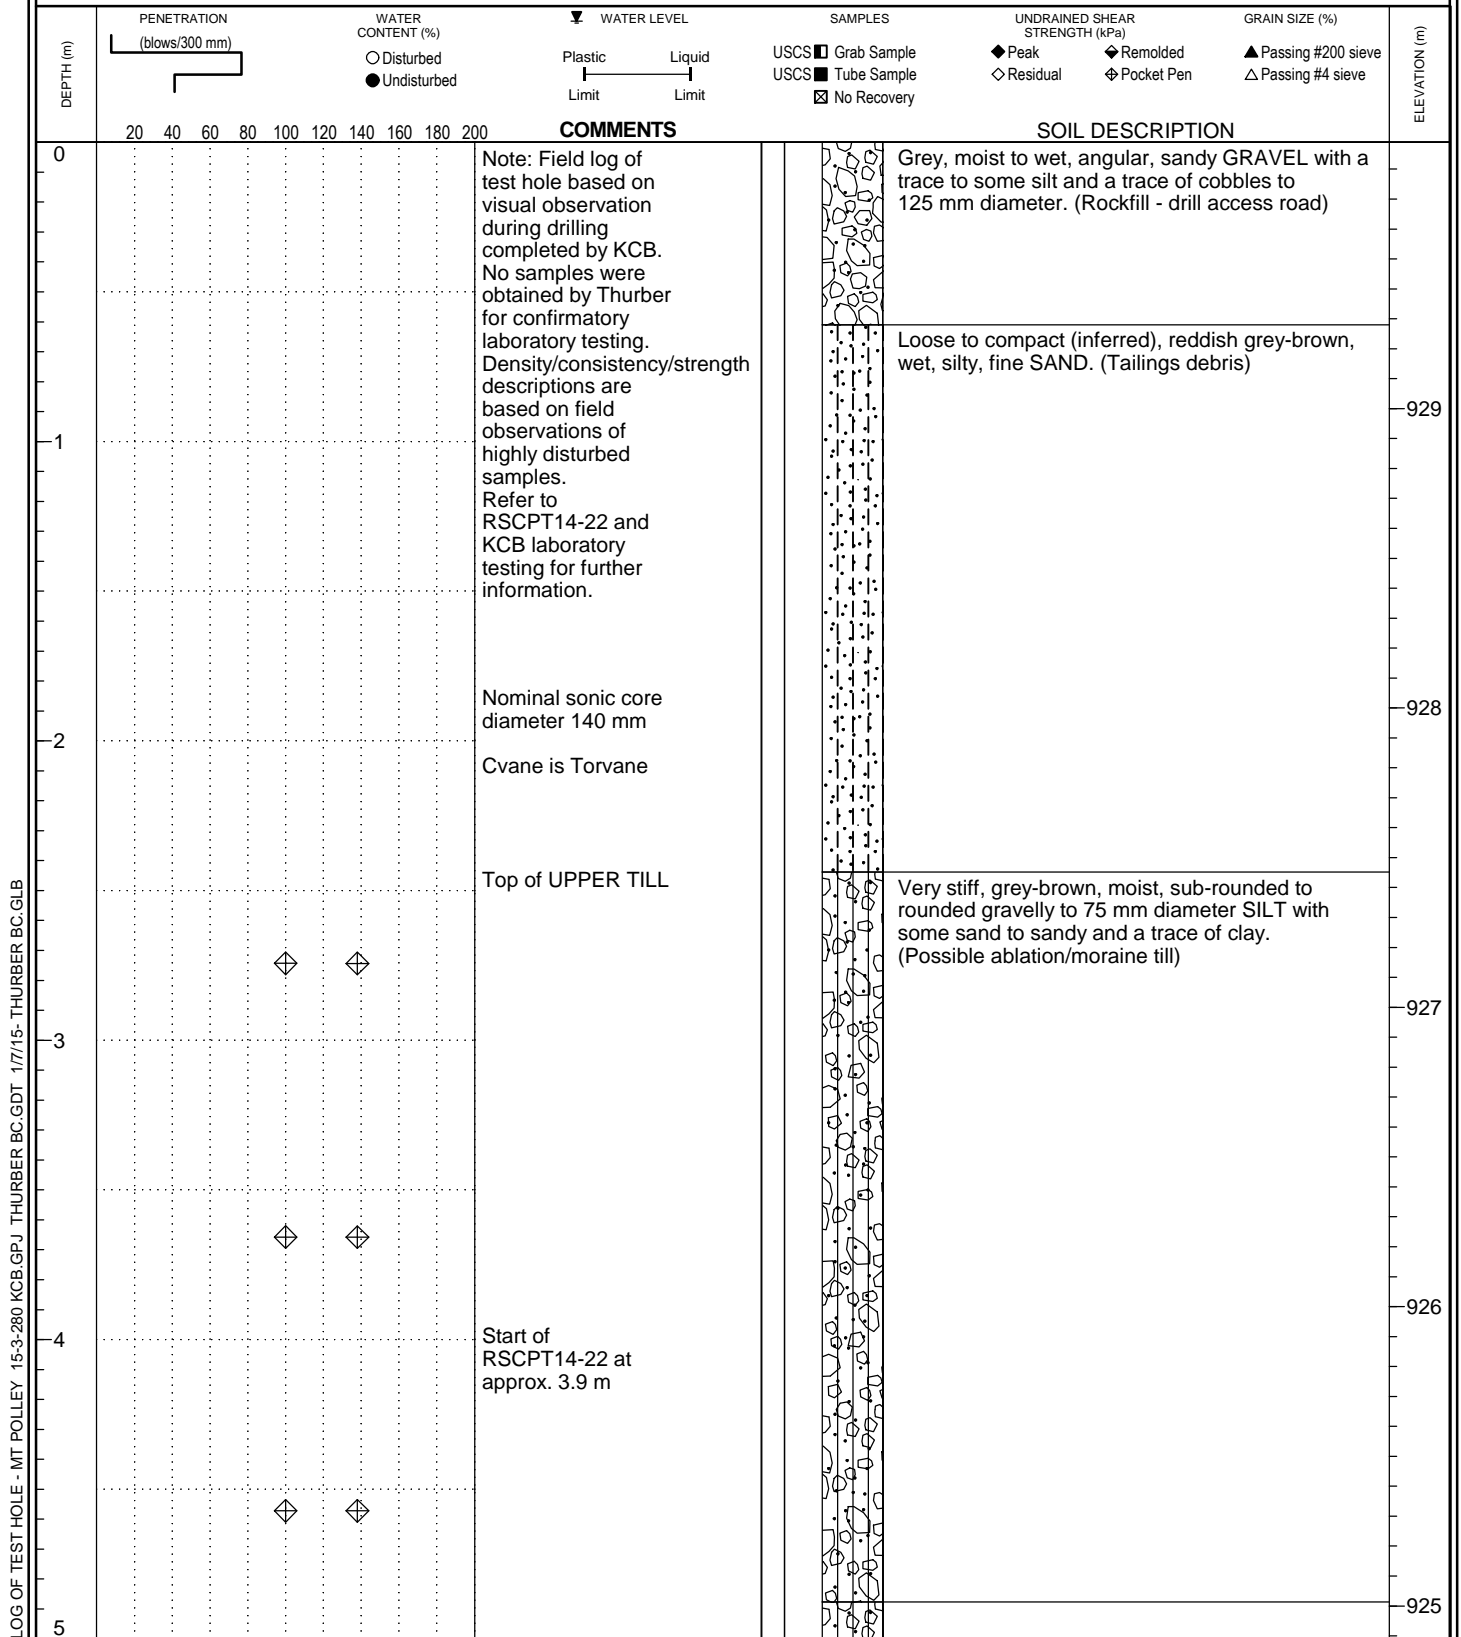 PENETRATION
(blows/300 mm)
WATER
CONTENT (%)
Disturbed
Undisturbed
WATER LEVEL
Plastic Liquid
Limit Limit
SAMPLES
USCS Grab Sample
USCS Tube Sample
No Recovery
UNDRAINED SHEAR
STRENGTH (kPa)
Peak Remolded
Residual Pocket Pen
GRAIN SIZE (%)
Passing #200 sieve
Passing #4 sieve
DEPTH (m)
ELEVATION (m)
20 40 60 80 100 120 140 160 180 200
COMMENTS
SOIL DESCRIPTION
0
1
2
3
4
5
Note: Field log of
test hole based on
visual observation
during drilling
completed by KCB.
No samples were
obtained by Thurber
for confirmatory
laboratory testing.
Density/consistency/strength
descriptions are
based on field
observations of
highly disturbed
samples.
Refer to
RSCPT14-22 and
KCB laboratory
testing for further
information.
Nominal sonic core
diameter 140 mm
Cvane is Torvane
Top of UPPER TILL
Start of
RSCPT14-22 at
approx. 3.9 m
Grey, moist to wet, angular, sandy GRAVEL with a
trace to some silt and a trace of cobbles to
125 mm diameter. (Rockfill - drill access road)
Loose to compact (inferred), reddish grey-brown,
wet, silty, fine SAND. (Tailings debris)
Very stiff, grey-brown, moist, sub-rounded to
rounded gravelly to 75 mm diameter SILT with
some sand to sandy and a trace of clay.
(Possible ablation/moraine till)
929
928
927
926
925
LOG OF TEST HOLE - MT POLLEY 15-3-280 KCB.GPJ THURBER BC.GDT 1/7/15- THURBER BC.GLB